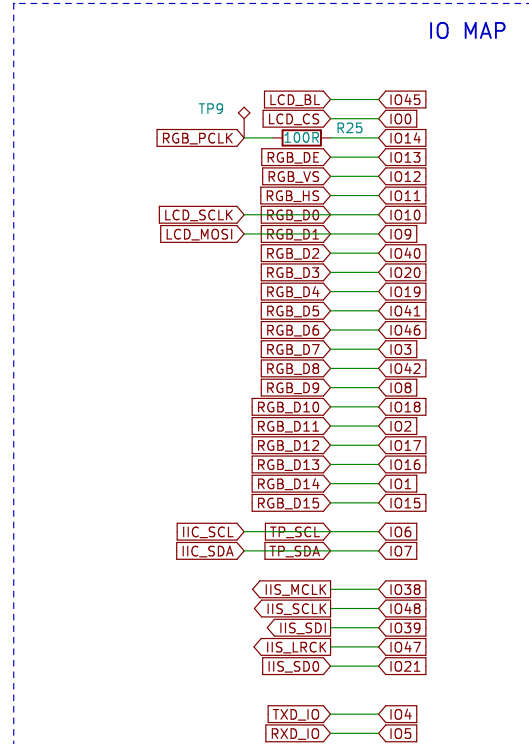 IO MAP
LCD_BL IO45
TP9 LCD_CS IO0
RGB_PCLK 100R R25 IO14
RGB_DE IO13
RGB_VS IO12
RGB_HS IO11
LCD_SCLK RGB_D0 IO10
LCD_MOSI RGB_D1 IO9
RGB_D2 IO40
RGB_D3 IO20
RGB_D4 IO19
RGB_D5 IO41
RGB_D6 IO46
RGB_D7 IO3
RGB_D8 IO42
RGB_D9 IO8
RGB_D10 IO18
RGB_D11 IO2
RGB_D12 IO17
RGB_D13 IO16
RGB_D14 IO1
RGB_D15 IO15
IIC_SCL TP_SCL IO6
IIC_SDA TP_SDA IO7
IIS_MCLK IO38
IIS_SCLK IO48
IIS_SDI IO39
IIS_LRCK IO47
IIS_SD0 IO21
TXD_IO IO4
RXD_IO IO5